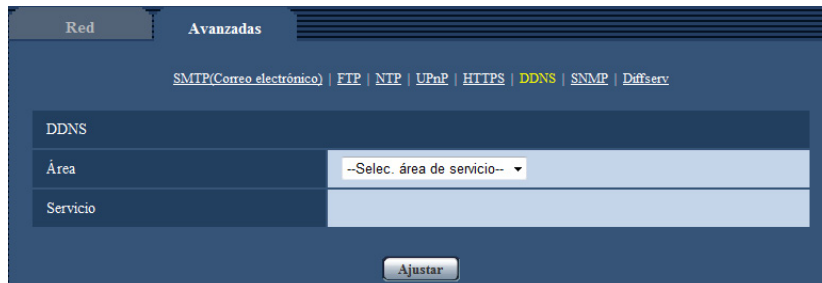 Red Avanzadas
SMTP(Correo electrónico) | FTP | NTP | UPnP | HTTPS | DDNS | SNMP | Diffserv
DDNS
Área --Selec. área de servicio--
Servicio
Ajustar